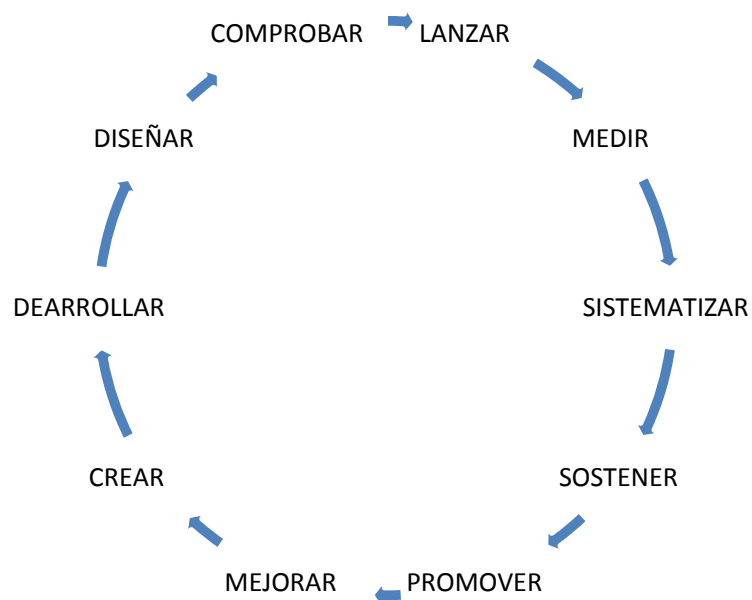 COMPROBAR
LANZAR
DISEÑAR
MEDIR
DEARROLLAR
SISTEMATIZAR
CREAR
SOSTENER
MEJORAR
PROMOVER